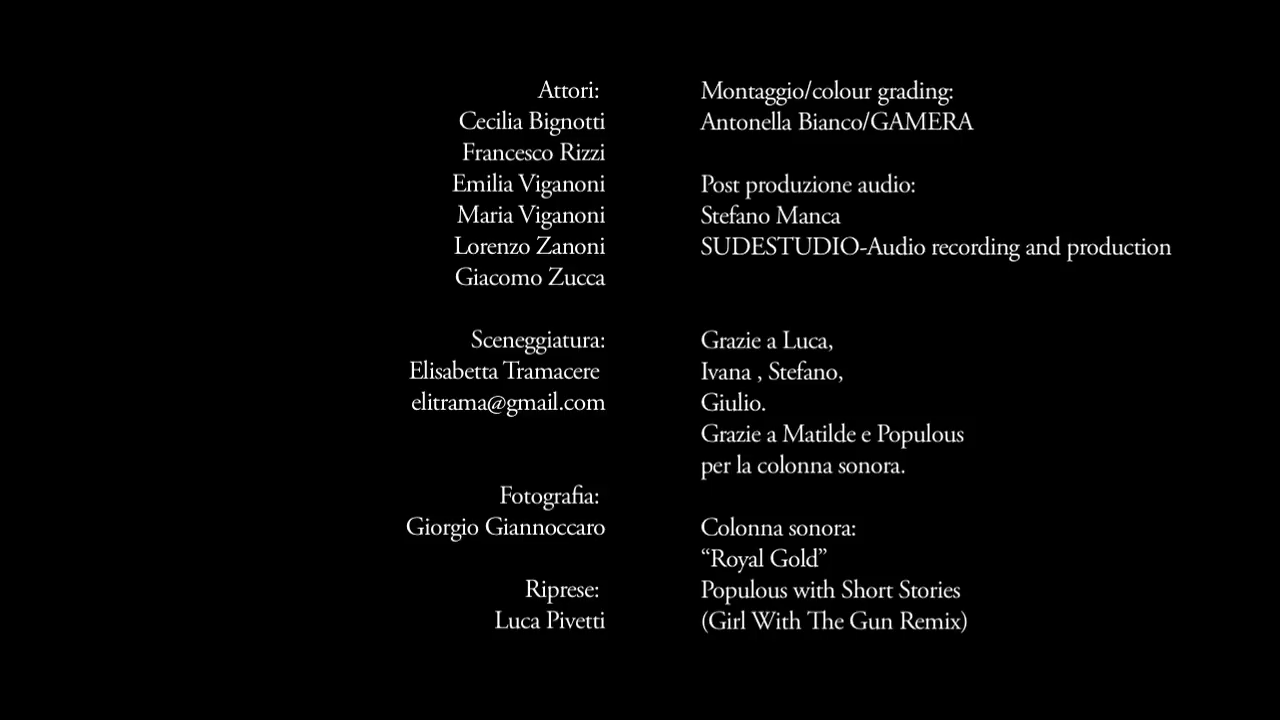 Attori:
Cecilia Bignotti
Francesco Rizzi
Emilia Viganoni
Maria Viganoni
Lorenzo Zanoni
Giacomo Zucca
Sceneggiatura:
Elisabetta Tramacere
elitrama@gmail.com
Fotografia:
Giorgio Giannoccaro
Riprese:
Luca Pivetti
Montaggio/colour grading:
Antonella Bianco/GAMERA
Post produzione audio:
Stefano Manca
SUDESTUDIO-Audio recording and production
Grazie a Luca,
Ivana , Stefano,
Giulio.
Grazie a Matilde e Populous
per la colonna sonora.
Colonna sonora:
“Royal Gold”
Populous with Short Stories
(Girl With The Gun Remix)